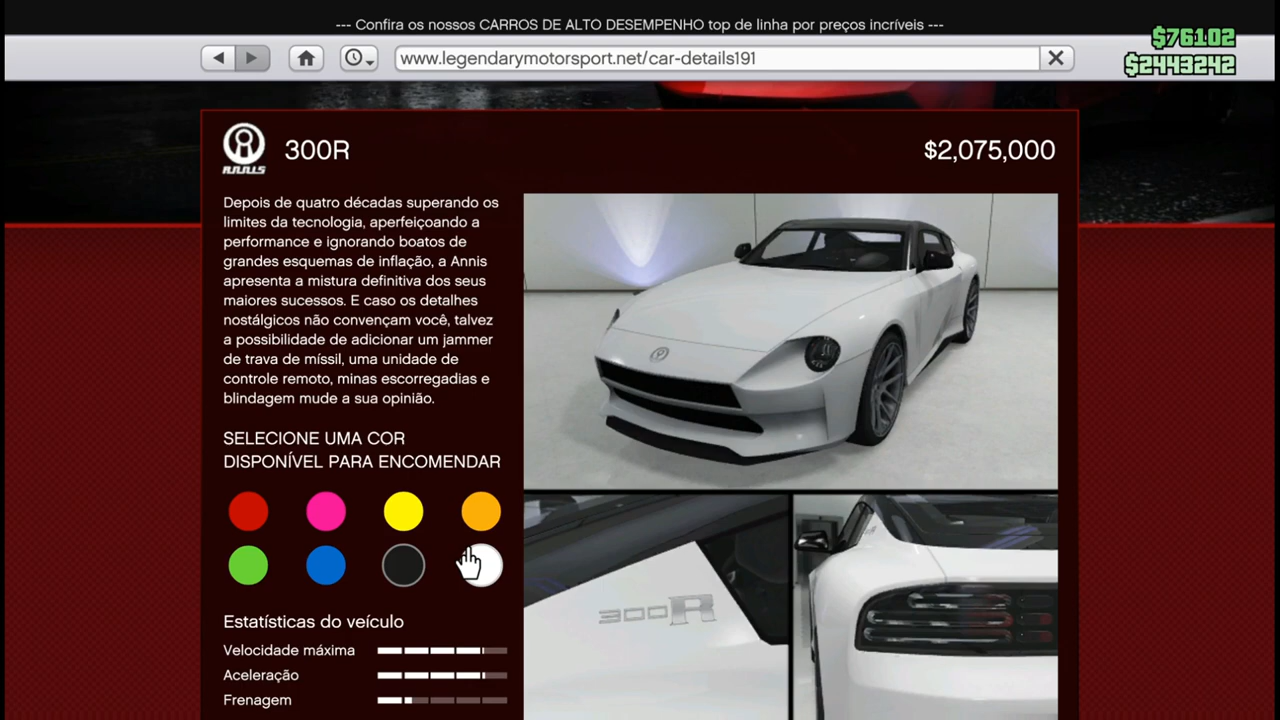 --- Confira os nossos CARROS DE ALTO DESEMPENHO top de linha por preços incríveis ---
$76102
www.legendarymotorsport.net/car-details191
$2443242
ANNIS
300R
$2,075,000
Depois de quatro décadas superando os
limites da tecnologia, aperfeiçoando a
performance e ignorando boatos de
grandes esquemas de inflação, a Annis
apresenta a mistura definitiva dos seus
maiores sucessos. E caso os detalhes
nostálgicos não convençam você, talvez
a possibilidade de adicionar um jammer
de trava de míssil, uma unidade de
controle remoto, minas escorregadias e
blindagem mude a sua opinião.
SELECIONE UMA COR
DISPONÍVEL PARA ENCOMENDAR
300R
Estatísticas do veículo
Velocidade máxima
Aceleração
Frenagem